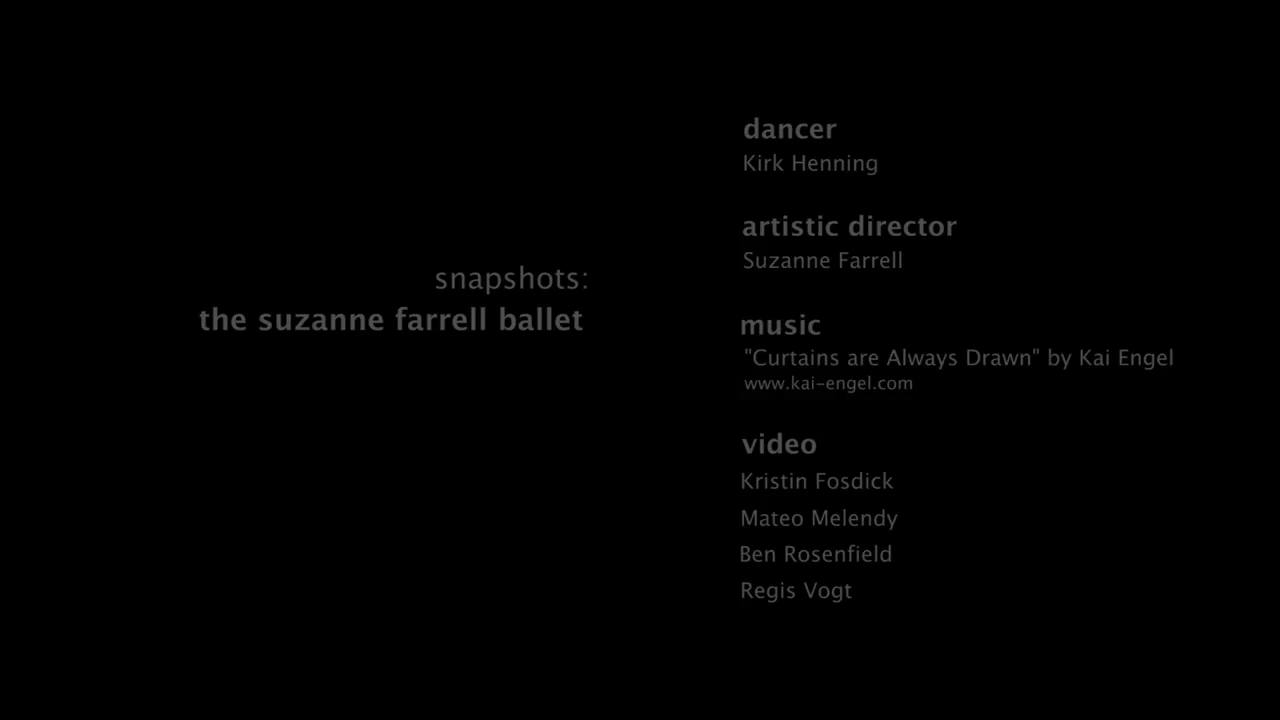 snapshots:
the suzanne farrell ballet
dancer
Kirk Henning
artistic director
Suzanne Farrell
music
"Curtains are Always Drawn" by Kai Engel
www.kai-engel.com
video
Kristin Fosdick
Mateo Melendy
Ben Rosenfield
Regis Vogt